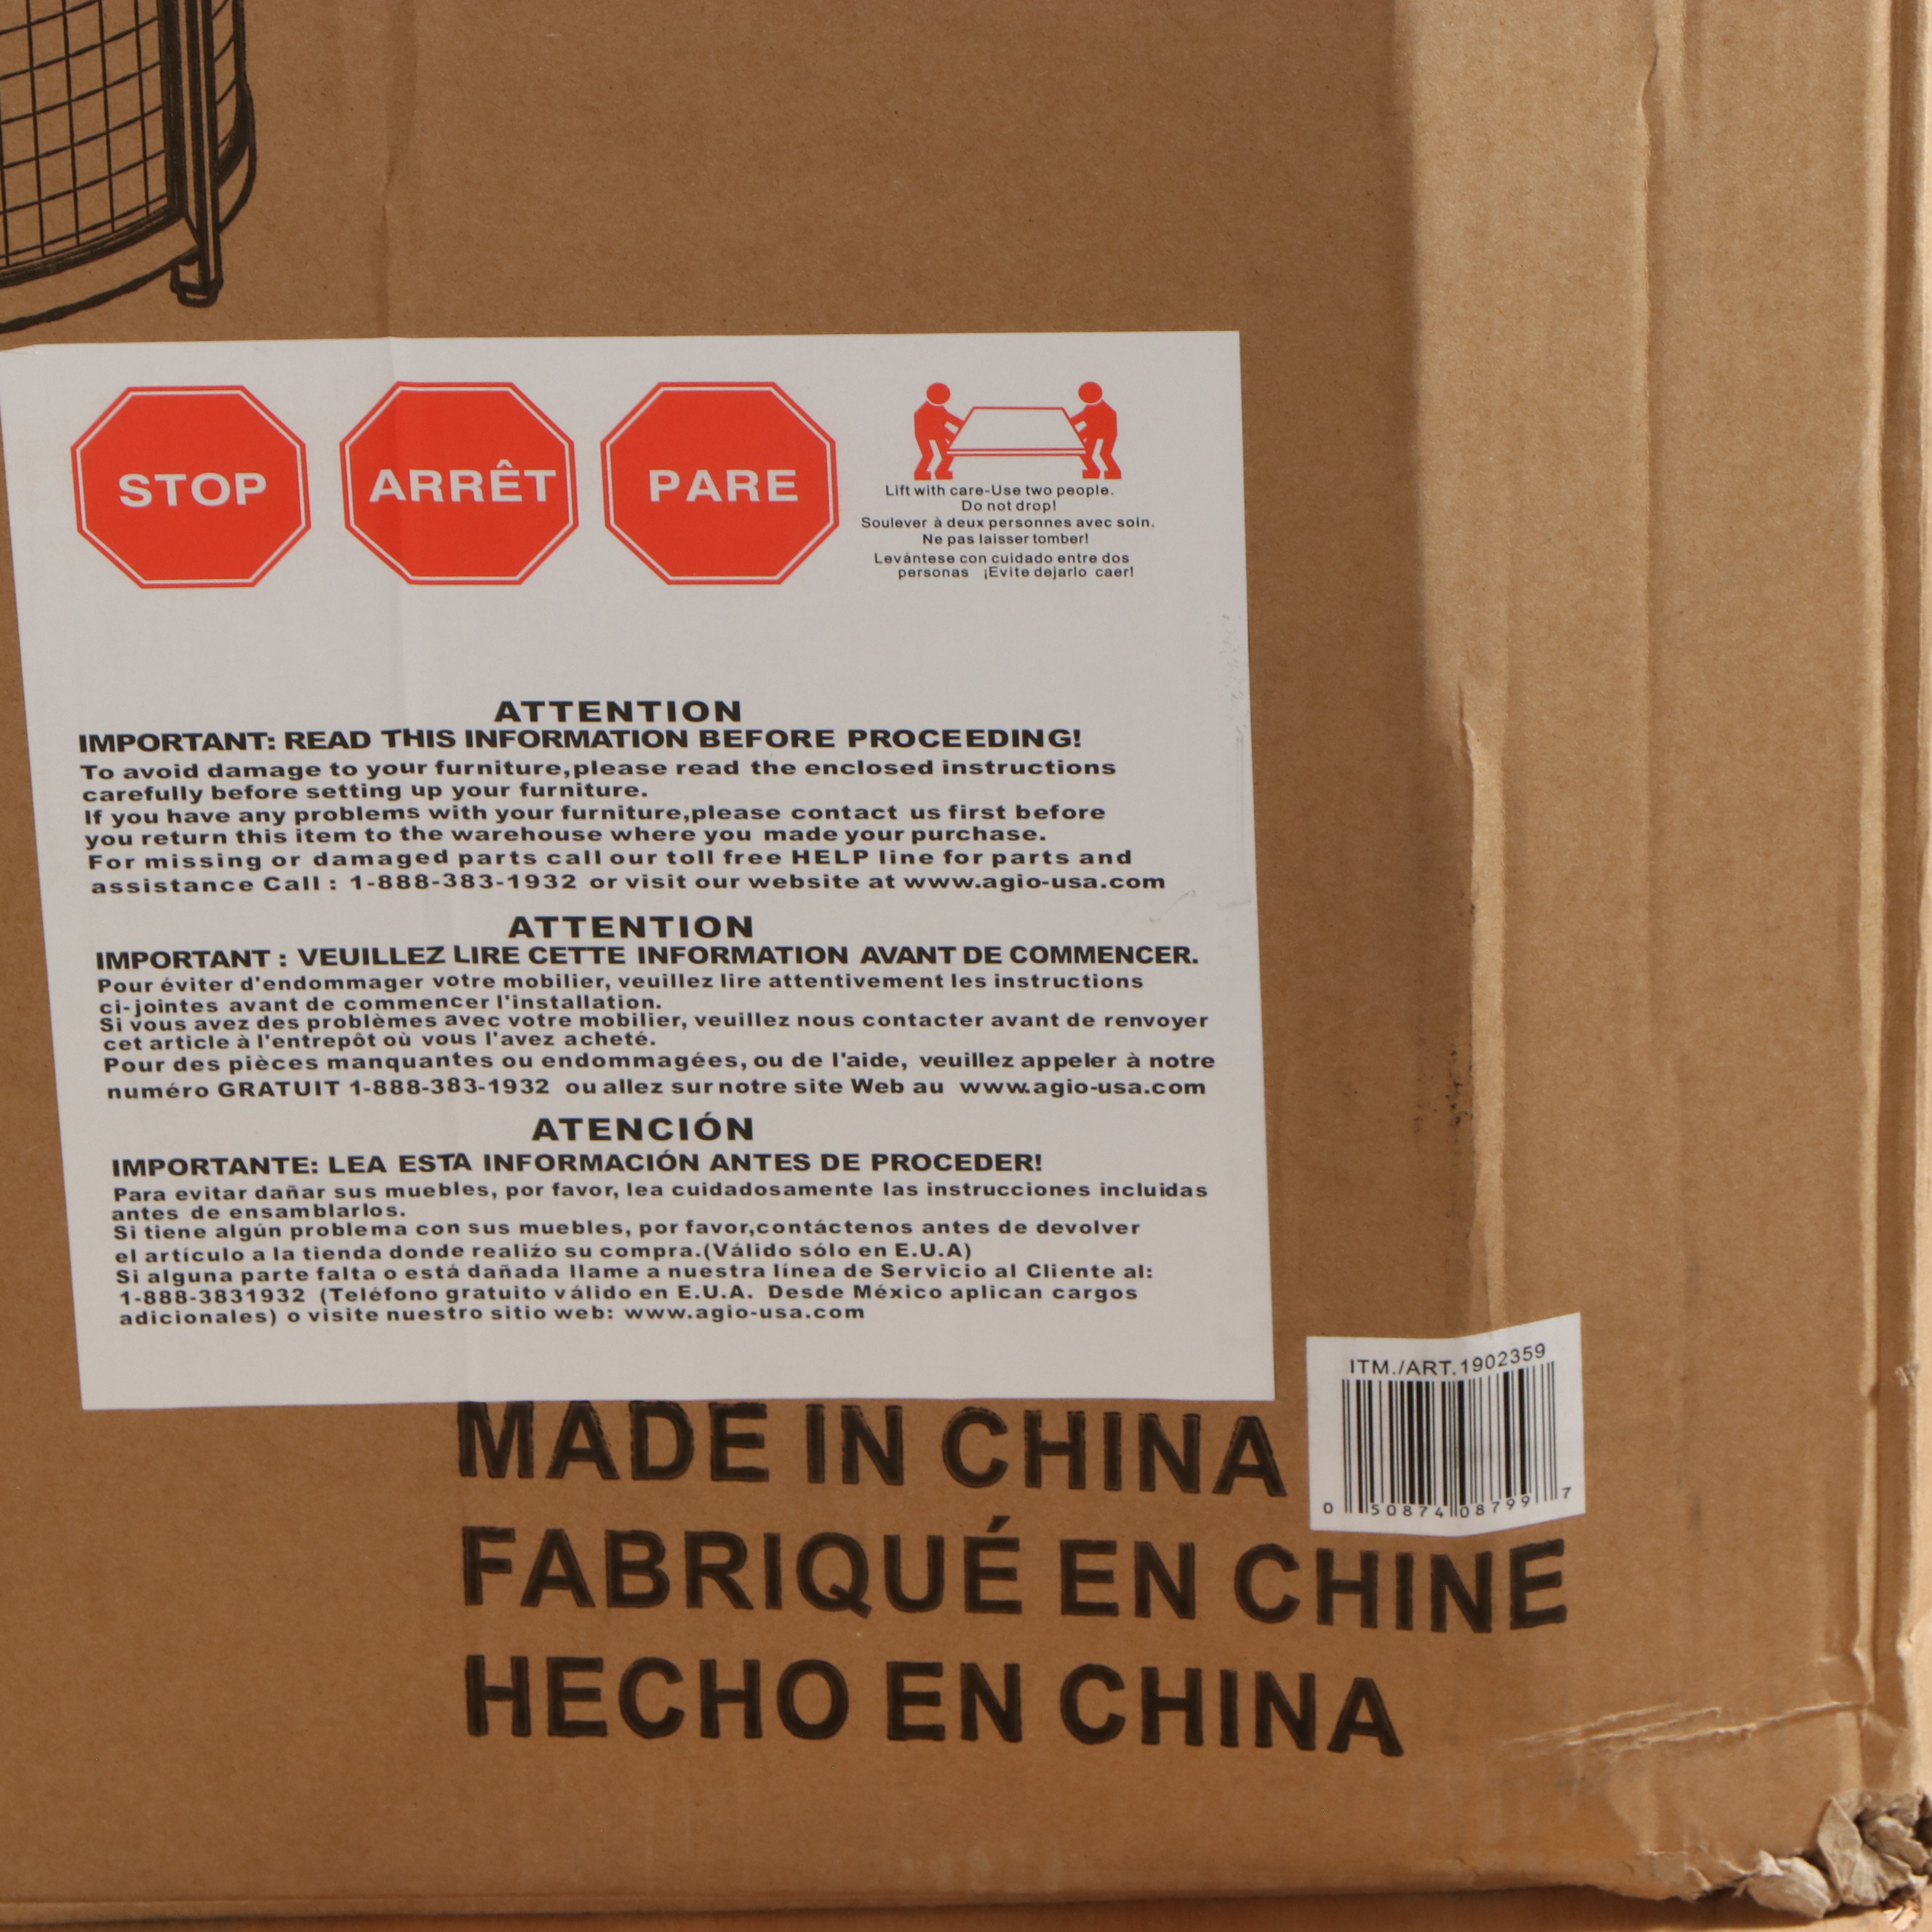 STOP
ARRÊT
PARE
Lift with care-Use two people.
Do not drop!
Soulever à deux personnes avec soin.
Ne pas laisser tomber!
Levántese con cuidado entre dos
personas ¡Evite dejarlo caer!
ATTENTION
IMPORTANT: READ THIS INFORMATION BEFORE PROCEEDING!
To avoid damage to your furniture,please read the enclosed instructions
carefully before setting up your furniture.
If you have any problems with your furniture,please contact us first before
you return this item to the warehouse where you made your purchase.
For missing or damaged parts call our toll free HELP line for parts and
assistance Call : 1-888-383-1932 or visit our website at www.agio-usa.com
ATTENTION
IMPORTANT : VEUILLEZ LIRE CETTE INFORMATION AVANT DE COMMENCER.
Pour éviter d'endommager votre mobilier, veuillez lire attentivement les instructions
ci-jointes avant de commencer l'installation.
Si vous avez des problèmes avec votre mobilier, veuillez nous contacter avant de renvoyer
cet article à l'entrepôt où vous l'avez acheté.
Pour des pièces manquantes ou endommagées, ou de l'aide, veuillez appeler à notre
numéro GRATUIT 1-888-383-1932 ou allez sur notre site Web au www.agio-usa.com
ATENCIÓN
IMPORTANTE: LEA ESTA INFORMACIÓN ANTES DE PROCEDER!
Para evitar dañar sus muebles, por favor, lea cuidadosamente las instrucciones incluidas
antes de ensamblarlos.
Si tiene algún problema con sus muebles, por favor,contáctenos antes de devolver
el artículo a la tienda donde realiźo su compra.(Válido sólo en E.U.A)
Si alguna parte falta o está dañada llame a nuestra línea de Servicio al Cliente al:
1-888-3831932 (Teléfono gratuito válido en E.U.A. Desde México aplican cargos
adicionales) o visite nuestro sitio web: www.agio-usa.com
ITM./ART.1902359
0 50874 08799 7
MADE IN CHINA
FABRIQUÉ EN CHINE
HECHO EN CHINA